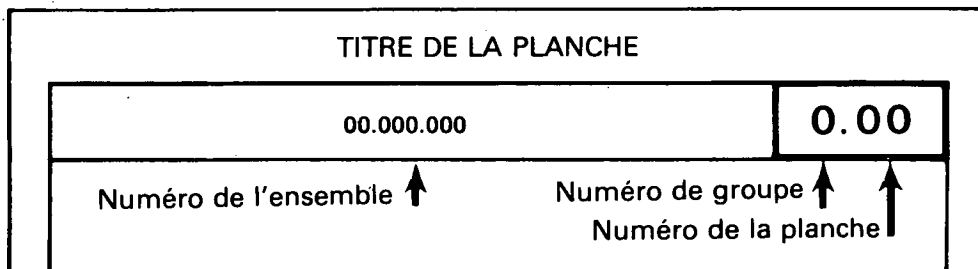 TITRE DE LA PLANCHE
00.000.000 0.00
Numéro de l'ensemble Numéro de groupe
Numéro de la planche